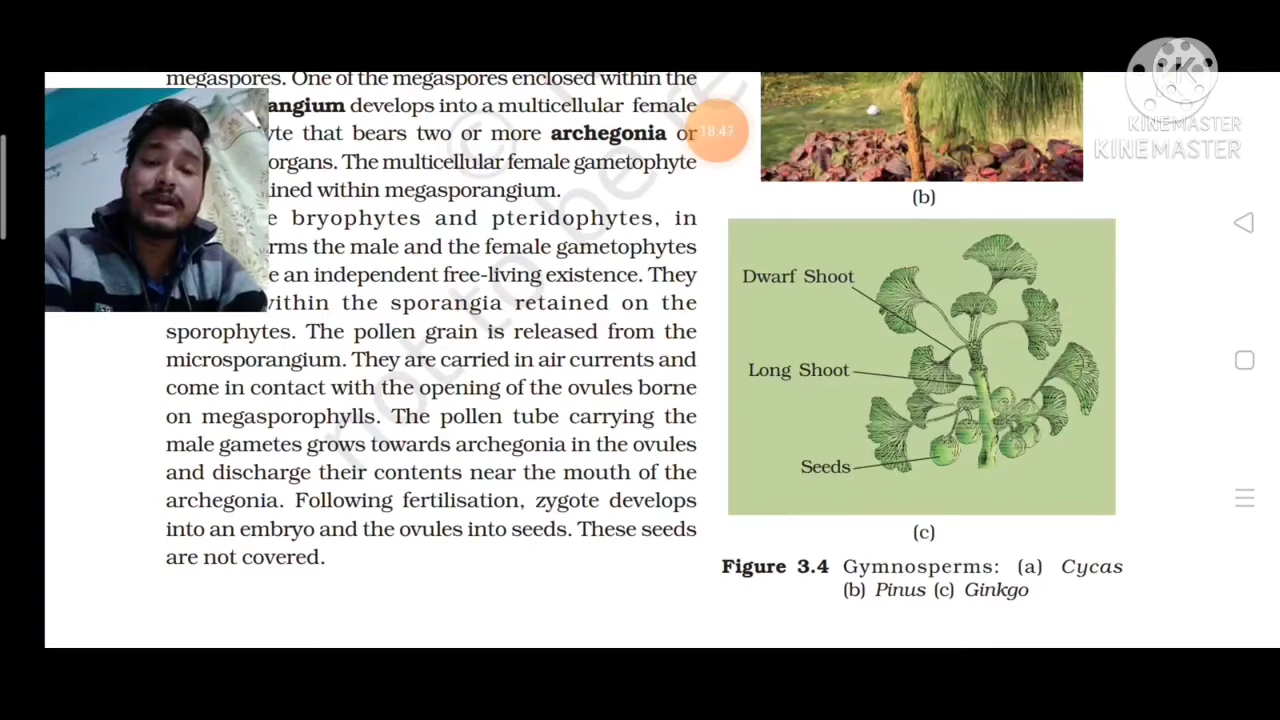 megaspores. One of the megaspores enclosed within the
angium develops into a multicellular female
yte that bears two or more archegonia or
organs. The multicellular female gametophyte
ined within megasporangium.
e bryophytes and pteridophytes, in
rms the male and the female gametophytes
e an independent free-living existence. They
within the sporangia retained on the
sporophytes. The pollen grain is released from the
microsporangium. They are carried in air currents and
come in contact with the opening of the ovules borne
on megasporophylls. The pollen tube carrying the
male gametes grows towards archegonia in the ovules
and discharge their contents near the mouth of the
archegonia. Following fertilisation, zygote develops
into an embryo and the ovules into seeds. These seeds
are not covered.
©
not to be re
18:47
KINEMASTER
KINEMASTER
(b)
Dwarf Shoot
Long Shoot
Seeds
(c)
Figure 3.4 Gymnosperms: (a) Cycas
(b) Pinus (c) Ginkgo